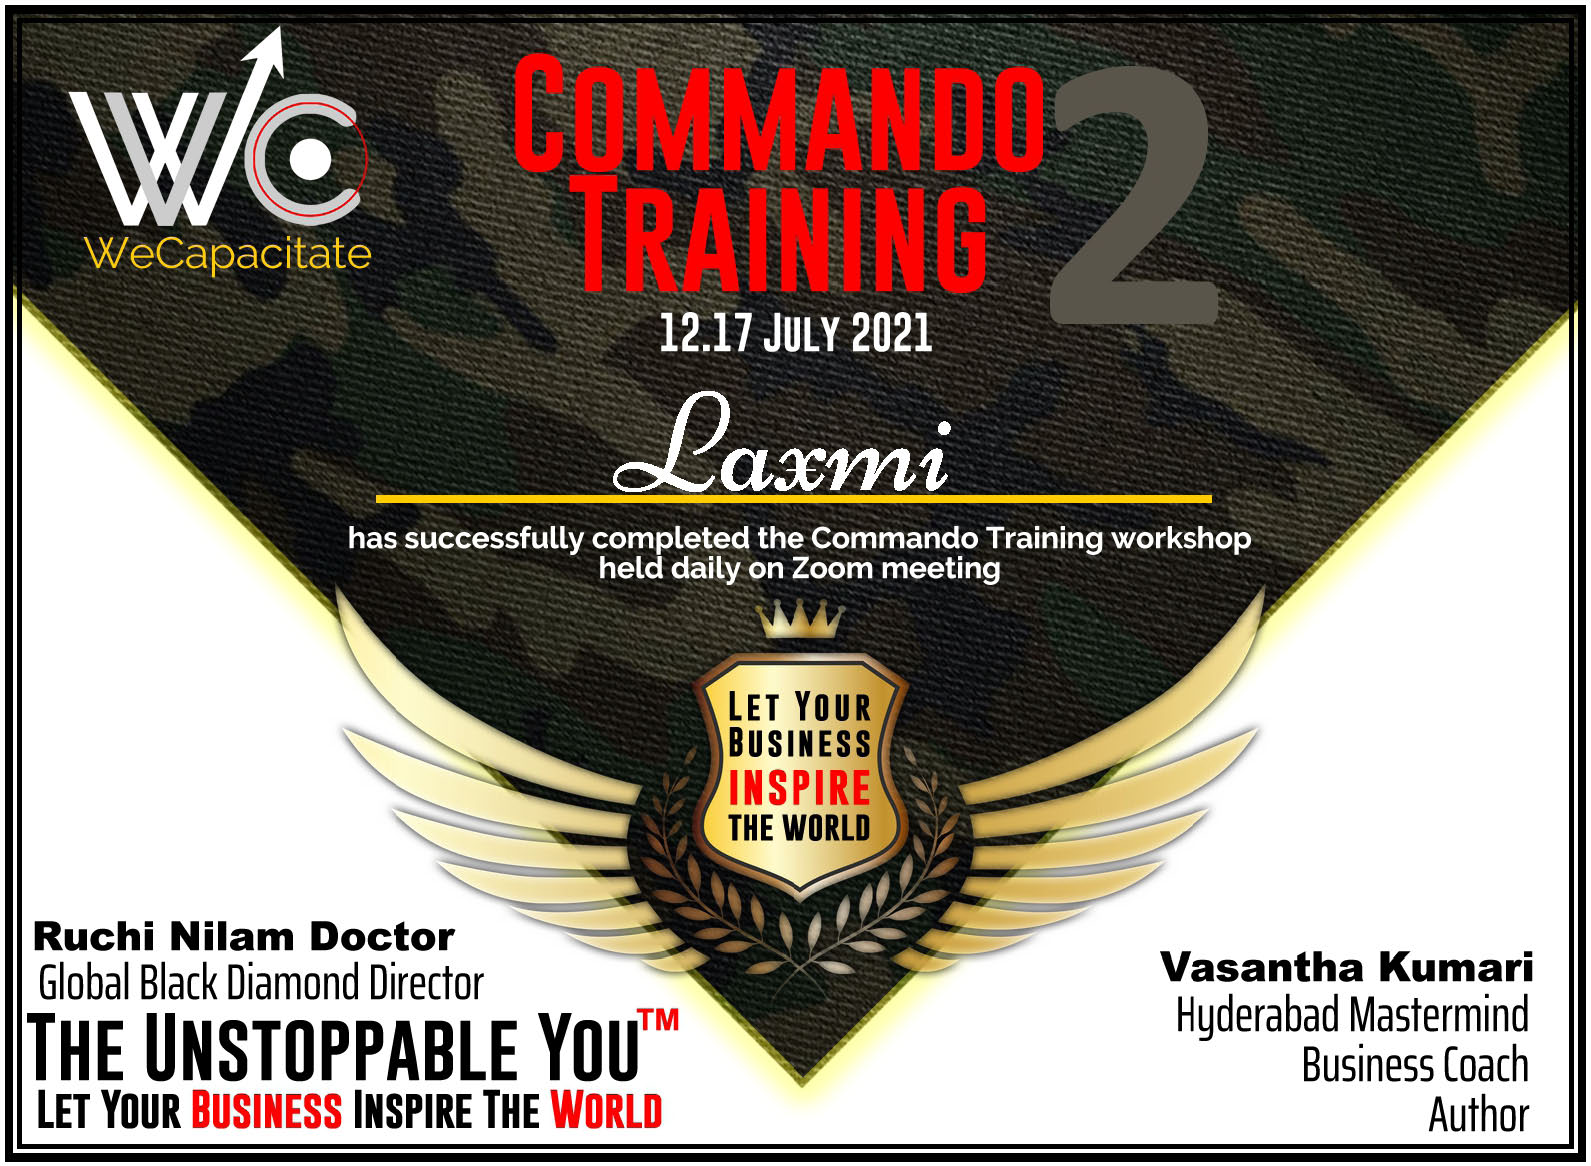 WC
WeCapacitate
COMMANDO
TRAINING
2
12.17 JULY 2021
Laxmi
has successfully completed the Commando Training workshop
held daily on Zoom meeting
LET YOUR
BUSINESS
INSPIRE
THE WORLD
Ruchi Nilam Doctor
Global Black Diamond Director
THE UNSTOPPABLE YOU™
LET YOUR BUSINESS INSPIRE THE WORLD
Vasantha Kumari
Hyderabad Mastermind
Business Coach
Author